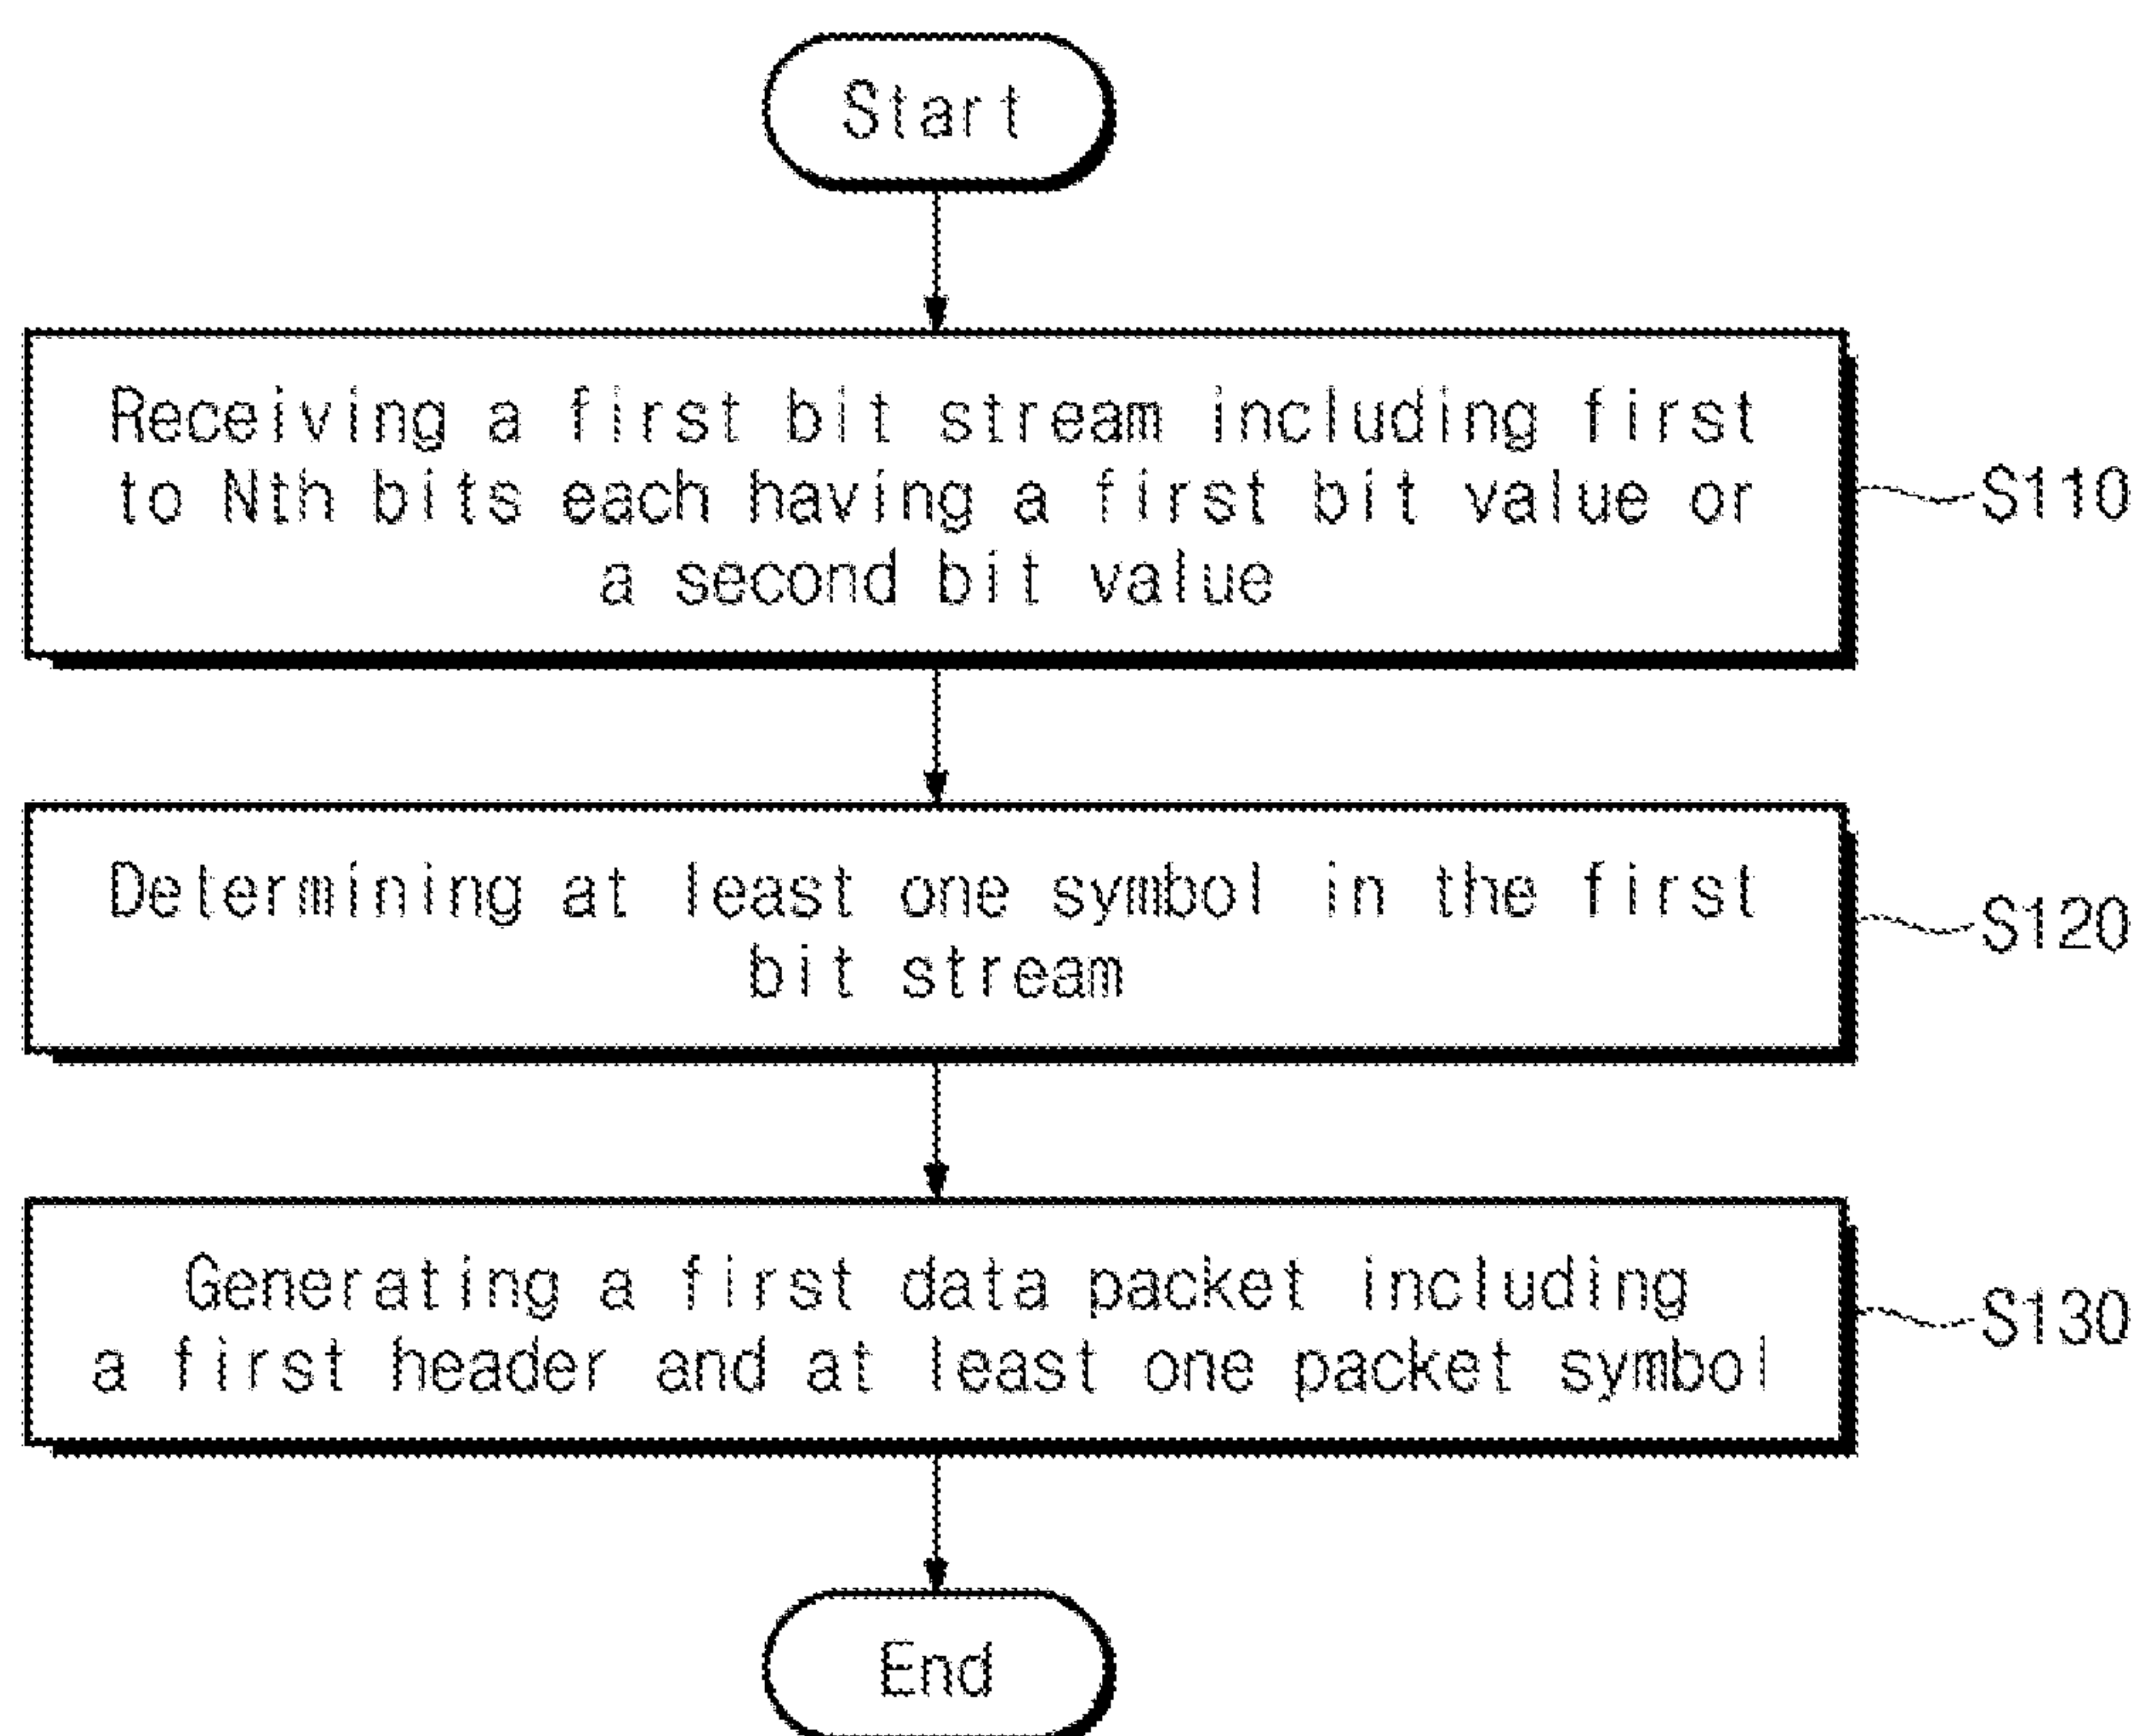 Start
Receiving a first bit stream including first
to Nth bits each having a first bit value or
a second bit value
S110
Determining at least one symbol in the first
bit stream
S120
Generating a first data packet including
a first header and at least one packet symbol
S130
End